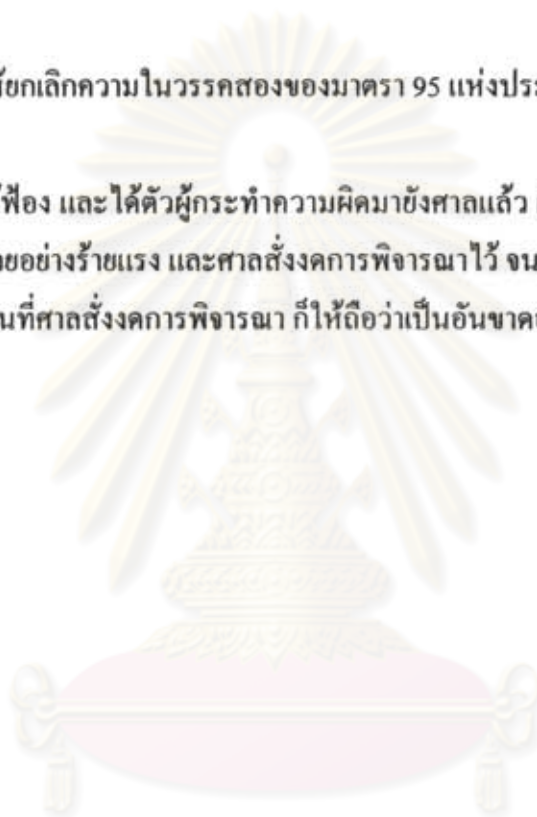 ยกเลิกความในวรรคสองของมาตรา 95 แห่งประ
ฟ้อง และได้ตัวผู้กระทำความผิดมายังศาลแล้ว
ยอย่างร้ายแรง และศาลสั่งงดการพิจารณาไว้ จน
นที่ศาลสั่งงดการพิจารณา ก็ให้ถือว่าเป็นอันขาด